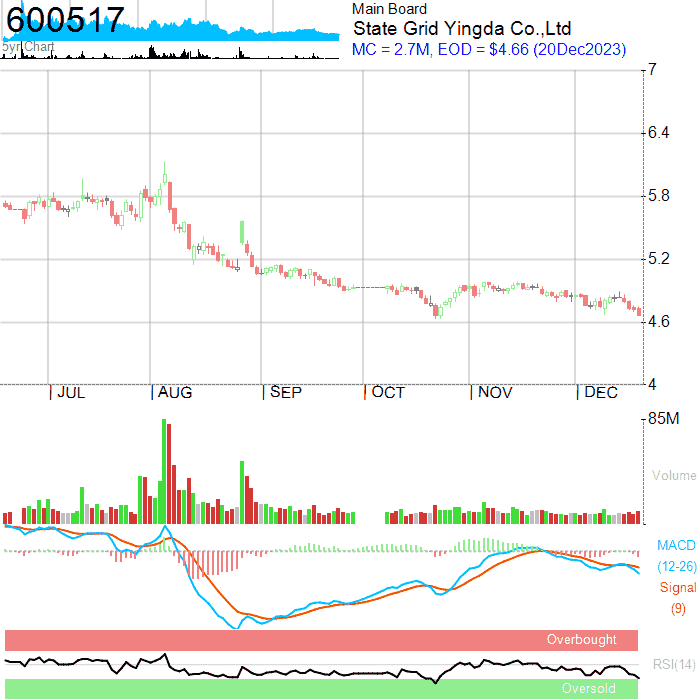 600517
5yr Chart
Main Board
State Grid Yingda Co.,Ltd
MC = 2.7M, EOD = $4.66 (20Dec2023)
7
6.4
5.8
5.2
4.6
4
JUL AUG SEP OCT NOV DEC
85M
Volume
MACD
(12-26)
Signal
(9)
Overbought
RSI(14)
Oversold